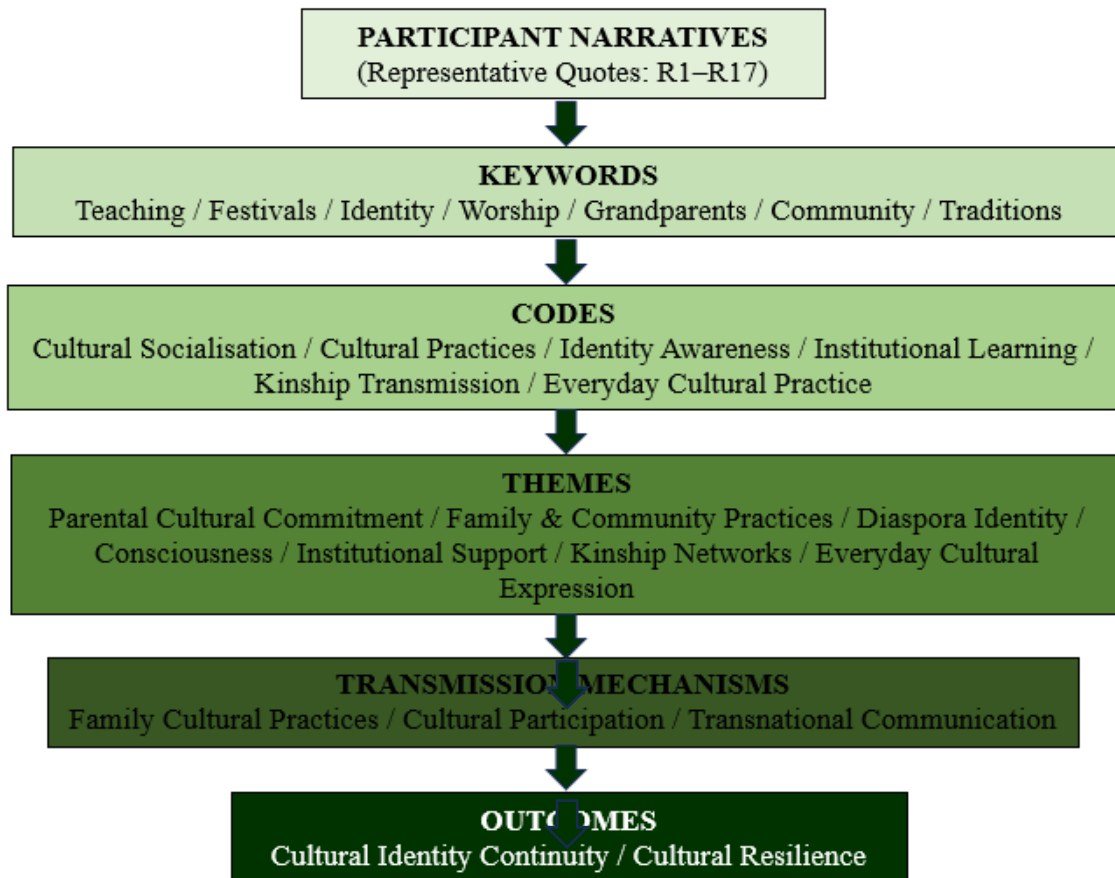 PARTICIPANT NARRATIVES
(Representative Quotes: R1–R17)
KEYWORDS
Teaching / Festivals / Identity / Worship / Grandparents / Community / Traditions
CODES
Cultural Socialisation / Cultural Practices / Identity Awareness / Institutional Learning /
Kinship Transmission / Everyday Cultural Practice
THEMES
Parental Cultural Commitment / Family & Community Practices / Diaspora Identity /
Consciousness / Institutional Support / Kinship Networks / Everyday Cultural
Expression
TRANSMISSION MECHANISMS
Family Cultural Practices / Cultural Participation / Transnational Communication
OUTCOMES
Cultural Identity Continuity / Cultural Resilience